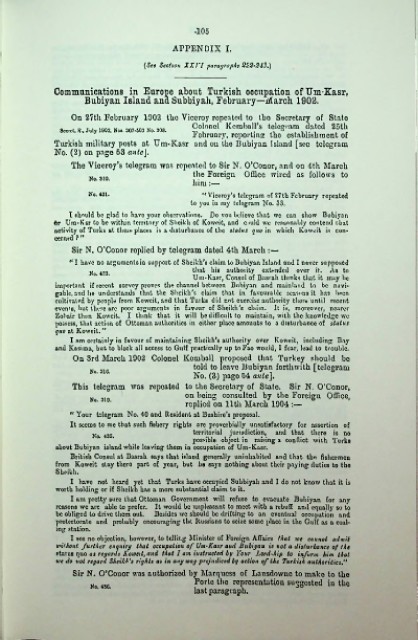 105
APPENDIX I.
(See Section XXVI paragraphs 259-343.)
Communications in Europe about Turkish occupation of Um-Kasr,
Bubiyan Island and Subbiyah, February—March 1902.
On 27th February 1902 the Viceroy repeated to the Secretary of State
Colonel Kemball's telegram dated 25th
February, reporting the establishment of
Turkish military posts at Um-Kasr and on the Bubiyan Island [see telegram
No. (2) on page 53 ante].
The Viceroy's telegram was repeated to Sir N. O'Conor, and on 4th March
the Foreign Office wired as follows to
him :—
"Viceroy's telegram of 27th February repeated
to you in my telegram No. 53.
I should be glad to have your observations. Do you believe that we can show Bubiyan
or Um-Kasr to be within territory of Sheikh of Koweit, and could we reasonably contend that
activity of Turks at those places is a disturbance of the status quo in which Koweit is con-
cerned ?"
Sir N. O'Conor replied by telegram dated 4th March :—
"I have no arguments in support of Sheikh's claim to Bubiyan Island and I never supposed
that his authority extended over it. As to
Um-Kasr, Consul of Basrah thinks that it may be
important if recent survey proves the channel between Bubiyan and mainland to be navi-
gable, and he understands that the Sheikh's claim that in favourable seasons it has been
cultivated by people from Koweit, and that Turks did not exercise authority there until recent
events, but there are poor arguments in favour of Sheikh's claim. It is, moreover, nearer
Zobair than Koweit. I think that it will be difficult to maintain, with the knowledge we
possess, that action of Ottoman authorities in either place amounts to a disturbance of status
quo at Koweit."
I am certainly in favour of maintaining Sheikh's authority over Koweit, including Bay
and Kazima, but to block all access to Gulf practically up to Fao would, I fear, lead to trouble.
On 3rd March 1902 Colonel Kemball proposed that Turkey should be
told to leave Bubiyan forthwith [telegram
No. (3) page 54 ante].
This telegram was repeated to the Secretary of State. Sir N. O'Conor,
on being consulted by the Foreign Office,
replied on 11th March 1904 :—
"Your telegram No. 40 and Resident at Bushire's proposal.
It seems to me that such fishery rights are proverbially unsatisfactory for assertion of
territorial jurisdiction, and that there is no
possible object in raising a conflict with Turks
about Bubiyan island while leaving them in occupation of Um-Kasr.
British Consul at Basrah says that island generally uninhabited and that the fishermen
from Koweit stay there part of year, but he says nothing about their paying duties to the
Sheikh.
I have not heard yet that Turks have occupied Subbiyah and I do not know that it is
worth holding or if Sheikh has a more substantial claim to it.
I am pretty sure that Ottoman Government will refuse to evacuate Bubiyan for any
reasons we are able to prefer. It would be unpleasant to meet with a rebuff and equally so to
be obliged to drive them out. Besides we should be drifting to an eventual occupation and
protectorate and probably encouraging the Russians to seize some place in the Gulf as a coal-
ing station.
I see no objection, however, to telling Minister of Foreign Affairs that we cannot admit
without further enquiry that occupation of Um-Kasr and Bubiyan is not a disturbance of the
status quo as regards Koweit, and that I am instructed by Your Lordship to inform him that
we do not regard Sheikh's rights as in any way prejudiced by action of the Turkish authorities."
Sir N. O'Conor was authorized by Marquess of Lansdowne to make to the
Porte the representation suggested in the
last paragraph.